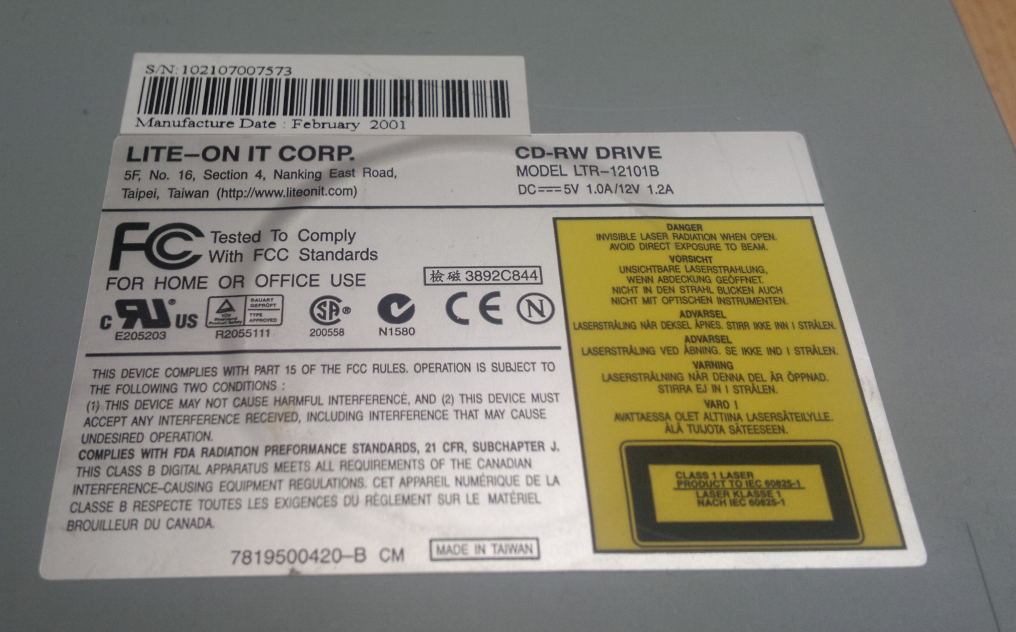 S/N:102107007573
Manufacture Date : February 2001
LITE-ON IT CORP.
5F, No. 16, Section 4, Nanking East Road,
Taipei, Taiwan (http://www.liteonit.com)
CD-RW DRIVE
MODEL LTR-12101B
DC 5V 1.0A/12V 1.2A
FC Tested To Comply
With FCC Standards
FOR HOME OR OFFICE USE
檢磁 3892C844
C UR® US
E205203
TÜV
BAUART GEPRÜFT
TYPE APPROVED
R2055111
SA®
200558
N1580
CE
N
THIS DEVICE COMPLIES WITH PART 15 OF THE FCC RULES. OPERATION IS SUBJECT TO
THE FOLLOWING TWO CONDITIONS :
(1) THIS DEVICE MAY NOT CAUSE HARMFUL INTERFERENCE, AND (2) THIS DEVICE MUST
ACCEPT ANY INTERFERENCE RECEIVED, INCLUDING INTERFERENCE THAT MAY CAUSE
UNDESIRED OPERATION.
COMPLIES WITH FDA RADIATION PREFORMANCE STANDARDS, 21 CFR, SUBCHAPTER J.
THIS CLASS B DIGITAL APPARATUS MEETS ALL REQUIREMENTS OF THE CANADIAN
INTERFERENCE-CAUSING EQUIPMENT REGULATIONS. CET APPAREIL NUMÉRIQUE DE LA
CLASSE B RESPECTE TOUTES LES EXIGENCES DU RÈGLEMENT SUR LE MATÉRIEL
BROUILLEUR DU CANADA.
7819500420-B CM
MADE IN TAIWAN
DANGER
INVISIBLE LASER RADIATION WHEN OPEN.
AVOID DIRECT EXPOSURE TO BEAM.
VORSICHT
UNSICHTBARE LASERSTRAHLUNG,
WENN ABDECKUNG GEÖFFNET.
NICHT IN DEN STRAHL BLICKEN AUCH
NICHT MIT OPTISCHEN INSTRUMENTEN.
ADVARSEL
LASERSTRÅLING NÅR DEKSEL ÅPNES. STIRR IKKE INN I STRÅLEN.
ADVARSEL
LASERSTRÅLING VED ÅBNING. SE IKKE IND I STRÅLEN.
VARNING
LASERSTRÅLNING NÄR DENNA DEL ÄR ÖPPNAD.
STIRRA EJ IN I STRÅLEN.
VARO !
AVATTAESSA OLET ALTTIINA LASERSÄTEILYLLE.
ÄLÄ TUIJOTA SÄTEESEEN.
CLASS 1 LASER
PRODUCT TO IEC 60825-1
LASER KLASSE 1
NACH IEC 60825-1